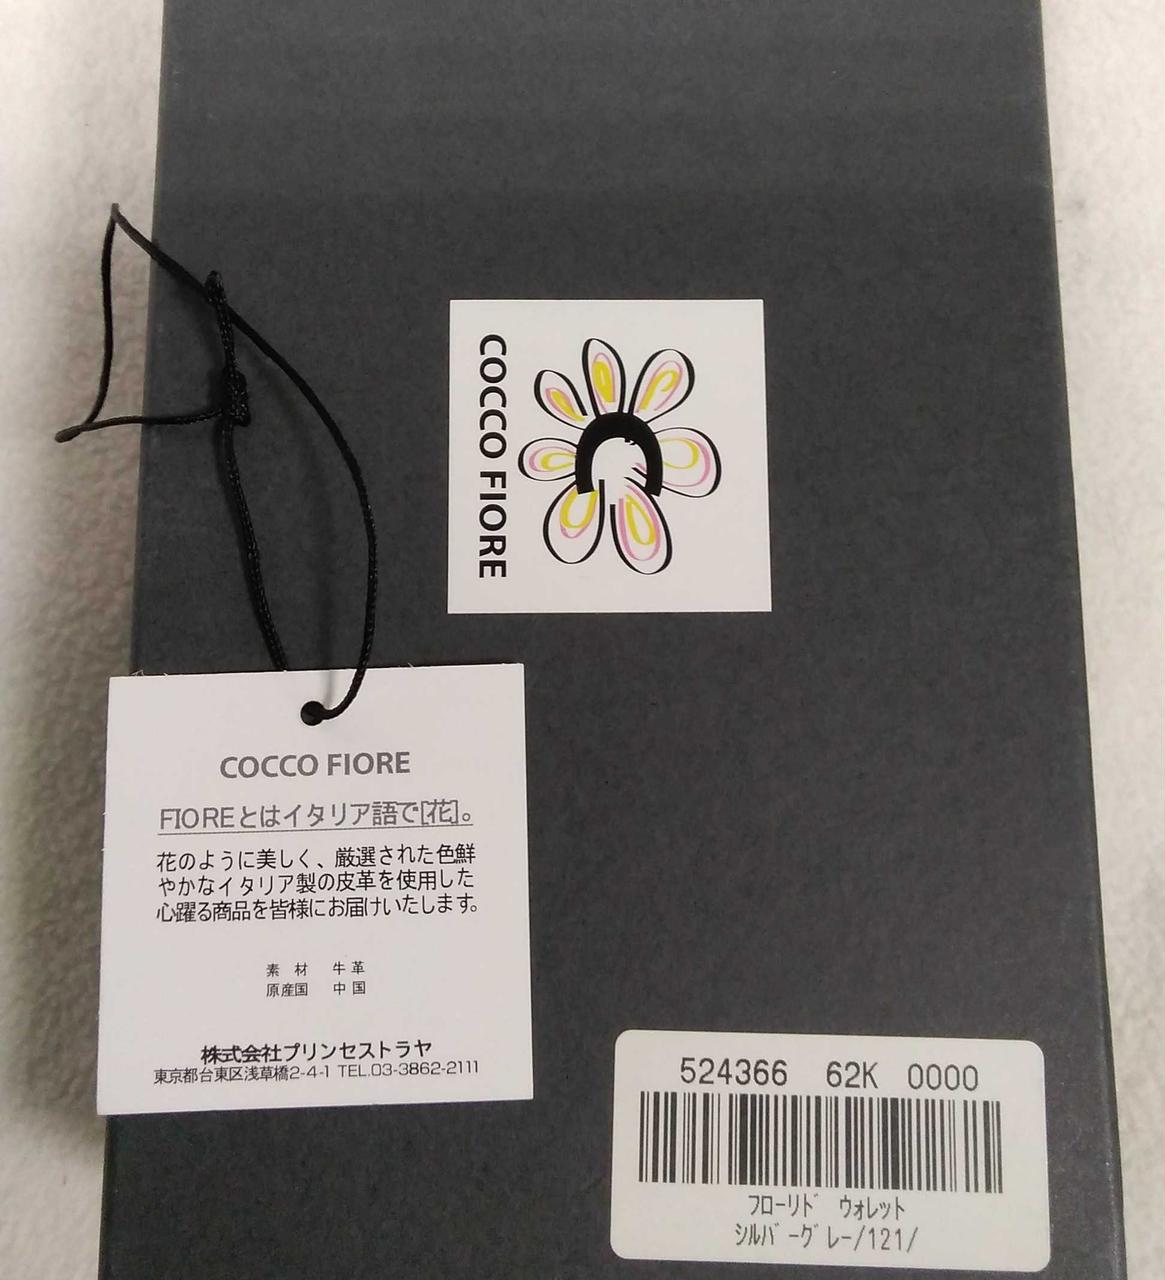 COCCO FIORE
COCCO FIORE
FIOREとはイタリア語で[花]。
花のように美しく、厳選された色鮮
やかなイタリア製の皮革を使用した
心躍る商品を皆様にお届けいたします。
素 材 牛 革
原産国 中 国
株式会社プリンセストラヤ
東京都台東区浅草橋2-4-1 TEL.03-3862-2111
524366 62K 0000
フローリド ウォレット
シルバーグレー/121/